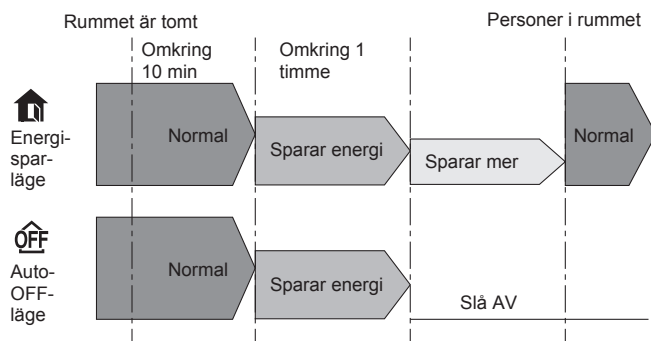 Rummet är tomt
Personer i rummet
Omkring
10 min
Omkring 1
timme
Energi-
spar-
läge
Normal
Sparar energi
Sparar mer
Normal
OFF
Auto-
OFF-
läge
Normal
Sparar energi
Slå AV